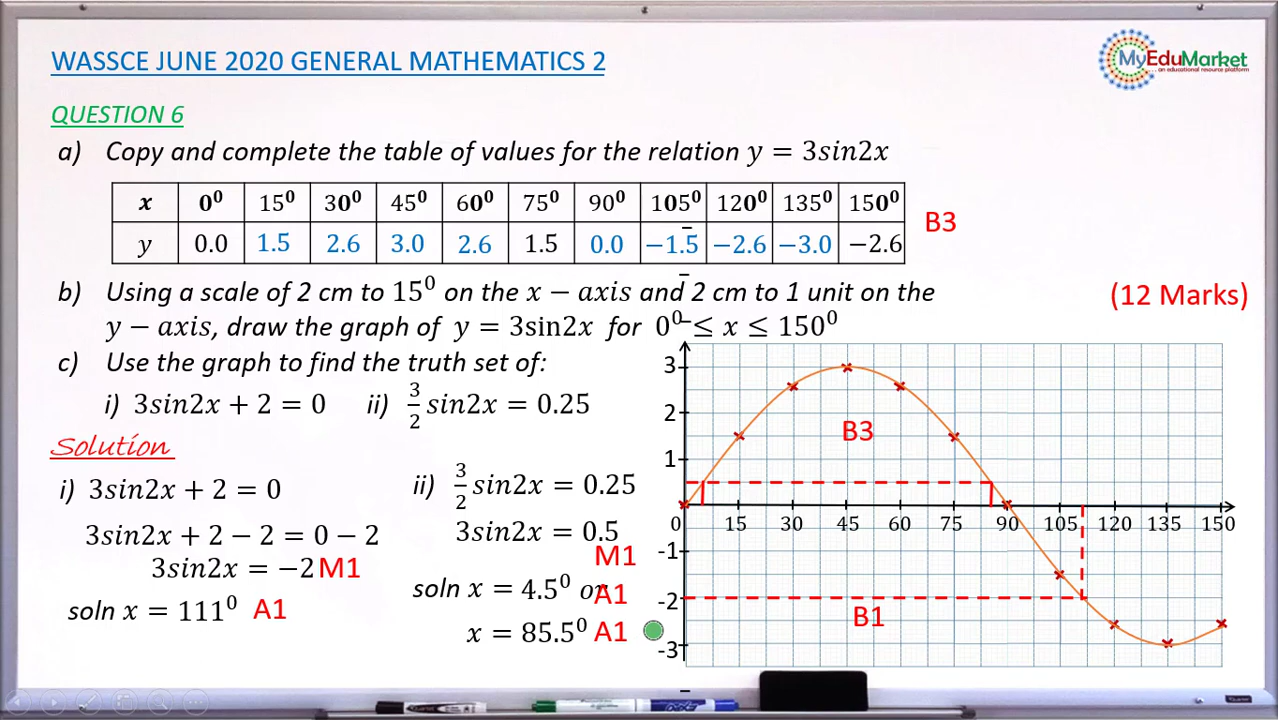 WASSCE JUNE 2020 GENERAL MATHEMATICS 2
MyEduMarket
...an educational resource platform
QUESTION 6
a) Copy and complete the table of values for the relation y = 3sin2x
x 0⁰ 15⁰ 30⁰ 45⁰ 60⁰ 75⁰ 90⁰ 105⁰ 120⁰ 135⁰ 150⁰
y 0.0 1.5 2.6 3.0 2.6 1.5 0.0 −1.5 −2.6 −3.0 −2.6
B3
b) Using a scale of 2 cm to 15⁰ on the x − axis and 2 cm to 1 unit on the
y − axis, draw the graph of y = 3sin2x for 0⁰ ≤ x ≤ 150⁰
(12 Marks)
c) Use the graph to find the truth set of:
i) 3sin2x + 2 = 0 ii) 3/2 sin2x = 0.25
Solution
i) 3sin2x + 2 = 0
3sin2x + 2 − 2 = 0 − 2
3sin2x = −2 M1
soln x = 111⁰ A1
ii) 3/2 sin2x = 0.25
3sin2x = 0.5
M1
soln x = 4.5⁰ or A1
x = 85.5⁰ A1
3
2
1
0 15 30 45 60 75 90 105 120 135 150
-1
-2
-3
B3
B1